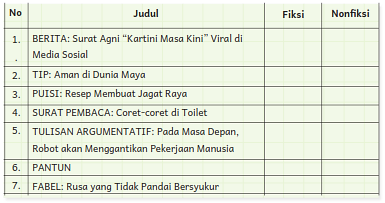 No Judul Fiksi Nonfiksi
1. BERITA: Surat Agni “Kartini Masa Kini” Viral di
. Media Sosial
2. TIP: Aman di Dunia Maya
3. PUISI: Resep Membuat Jagat Raya
4. SURAT PEMBACA: Coret-coret di Toilet
5. TULISAN ARGUMENTATIF: Pada Masa Depan,
Robot akan Menggantikan Pekerjaan Manusia
6. PANTUN
7. FABEL: Rusa yang Tidak Pandai Bersyukur